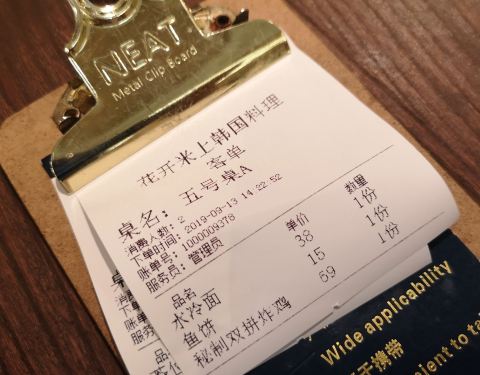 NEAT.
Metal Clip Board
花开米上韩国料理
客单
桌名: 五号桌A
消费人数: 2
下单时间: 2019-09-13 14:22:52
账单号: 1000009378
服务员: 管理员
品名 单价 数量
水冷面 38 1份
鱼饼 15 1份
秘制双拼炸鸡 59 1份
Wide applicability
携带